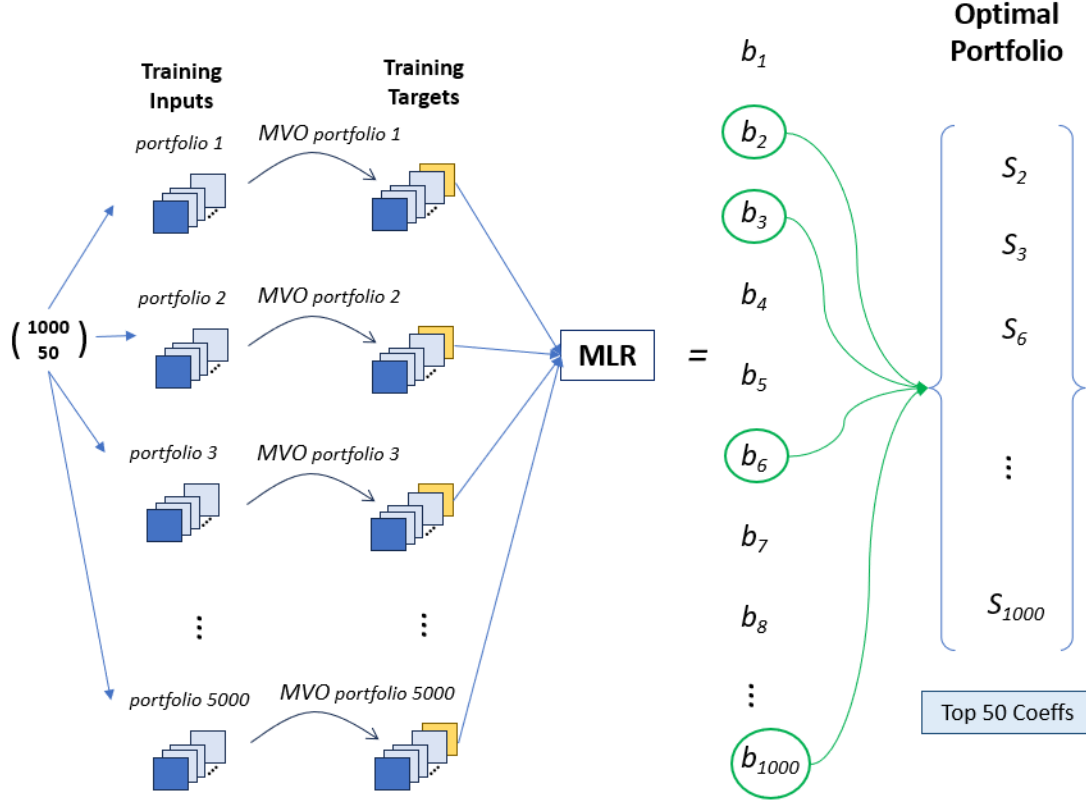 Training
Inputs
Training
Targets
Optimal
Portfolio
portfolio 1
MVO portfolio 1
portfolio 2
MVO portfolio 2
portfolio 3
MVO portfolio 3
⋮
⋮
portfolio 5000
MVO portfolio 5000
( 1000
50 )
MLR
=
b1
b2
b3
b4
b5
b6
b7
b8
⋮
b1000
S2
S3
S6
⋮
S1000
Top 50 Coeffs